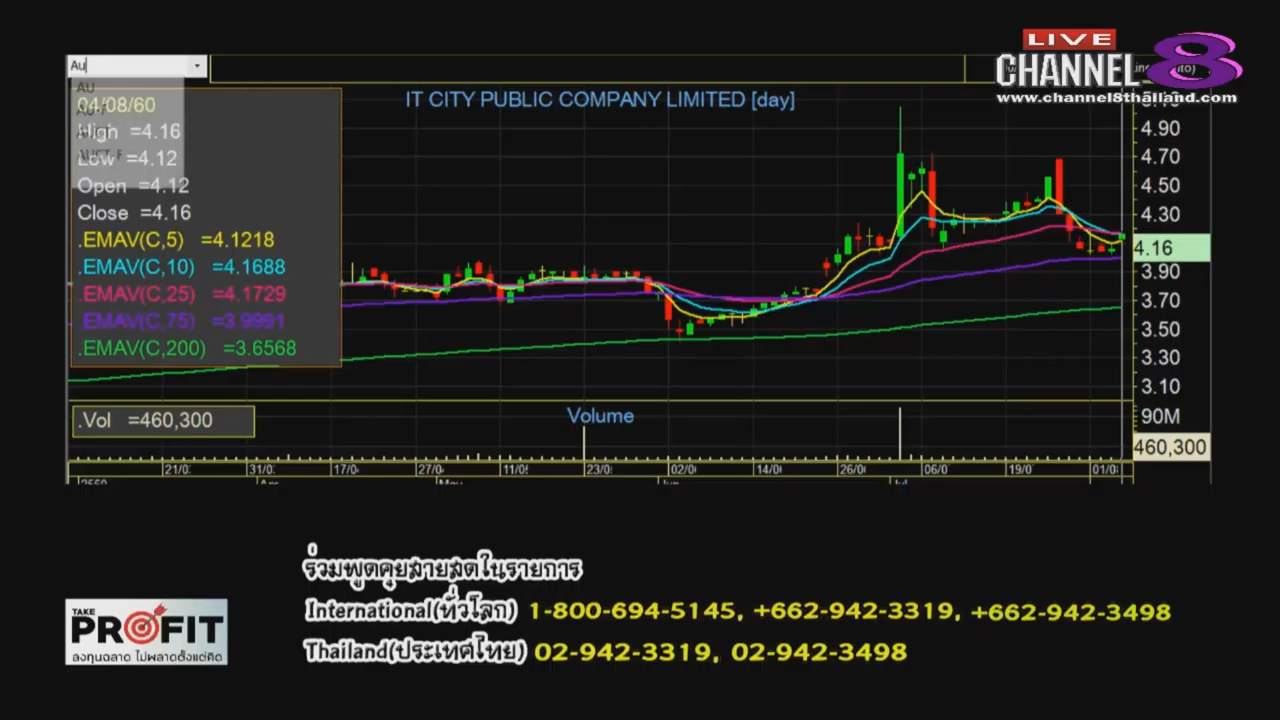 Au
LIVE
CHANNEL 8
www.channel8thailand.com
IT CITY PUBLIC COMPANY LIMITED [day]
AU
04/08/60
High =4.16
Low =4.12
Open =4.12
Close =4.16
.EMAV(C,5) =4.1218
.EMAV(C,10) =4.1688
.EMAV(C,25) =4.1729
.EMAV(C,75) =3.9991
.EMAV(C,200) =3.6568
4.90
4.70
4.50
4.30
4.16
3.90
3.70
3.50
3.30
3.10
.Vol =460,300
Volume
90M
460,300
21/0 31/0 17/0 27/0 11/0 23/0 02/0 14/0 26/0 06/0 19/0 01/0
2560 Apr May Jun Jul
ร่วมพูดคุยสายสดในรายการ
International(ทั่วโลก) 1-800-694-5145, +662-942-3319, +662-942-3498
Thailand(ประเทศไทย) 02-942-3319, 02-942-3498
TAKE
PROFIT
ลงทุนฉลาด ไม่พลาดตั้งแต่คิด